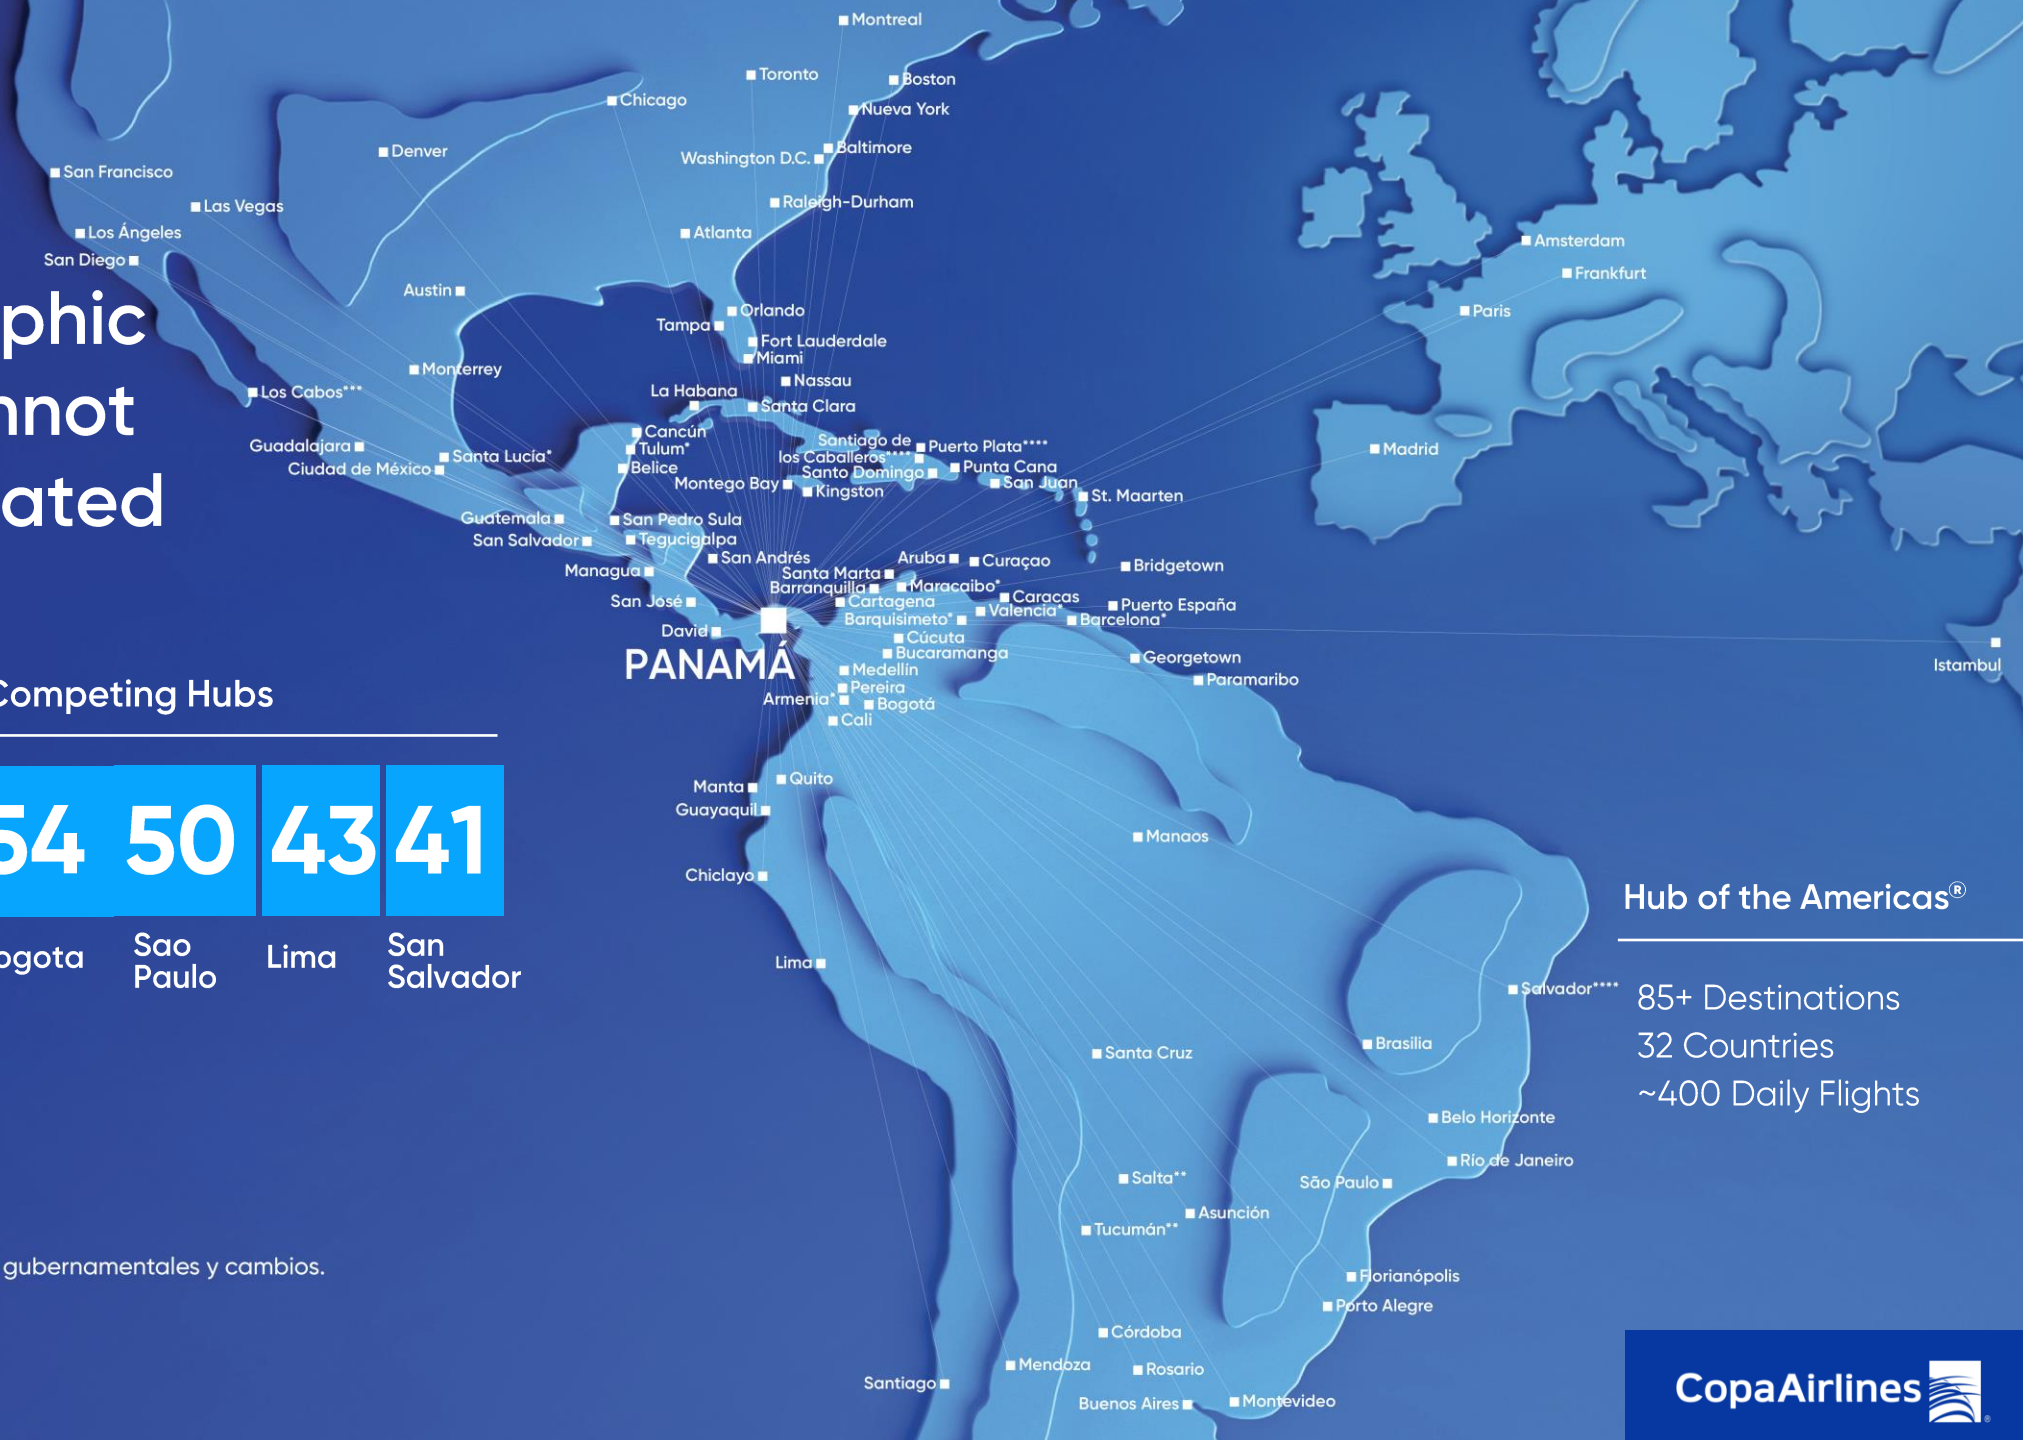 Montreal
Toronto
Boston
Chicago
Nueva York
Denver
Baltimore
Washington D.C.
San Francisco
Las Vegas
Raleigh-Durham
Los Ángeles
Atlanta
San Diego
Amsterdam
Frankfurt
Austin
Orlando
Paris
Tampa
phic
Fort Lauderdale
Miami
Monterrey
Nassau
Los Cabos***
La Habana
Santa Clara
nnot
Cancún
Guadalajara
Tulum*
Santiago de
los Caballeros****
Puerto Plata****
Madrid
Santa Lucía*
Ciudad de México
Belice
Santo Domingo
Punta Cana
Montego Bay
San Juan
Kingston
St. Maarten
ated
Guatemala
San Pedro Sula
San Salvador
Tegucigalpa
San Andrés
Aruba
Curaçao
Managua
Santa Marta
Bridgetown
Barranquilla
Maracaibo*
San José
Cartagena
Caracas
Valencia*
Puerto España
David
Barquisimeto*
Barcelona*
PANAMÁ
Cúcuta
Bucaramanga
Georgetown
Istambul
Medellín
Paramaribo
Pereira
Armenia*
Bogotá
Cali
Competing Hubs
Manta
Quito
Guayaquil
54 50 43 41
Manaos
Chiclayo
ogota
Sao
Paulo
Lima
San
Salvador
Lima
Hub of the Americas®
Salvador****
85+ Destinations
32 Countries
~400 Daily Flights
Brasilia
Santa Cruz
Belo Horizonte
Río de Janeiro
Salta**
São Paulo
Asunción
Tucumán**
gubernamentales y cambios.
Florianópolis
Porto Alegre
Córdoba
Mendoza
Rosario
Santiago
Buenos Aires
Montevideo
CopaAirlines
®